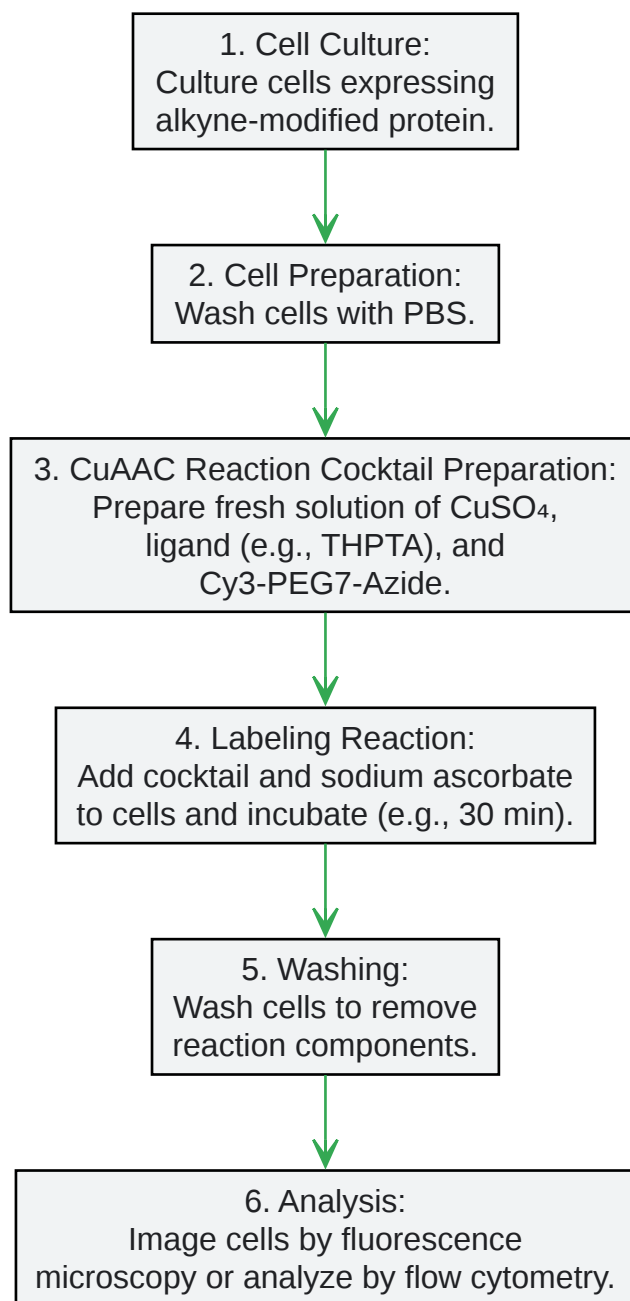 1. Cell Culture:
Culture cells expressing
alkyne-modified protein.
2. Cell Preparation:
Wash cells with PBS.
3. CuAAC Reaction Cocktail Preparation:
Prepare fresh solution of CuSO₄,
ligand (e.g., THPTA), and
Cy3-PEG7-Azide.
4. Labeling Reaction:
Add cocktail and sodium ascorbate
to cells and incubate (e.g., 30 min).
5. Washing:
Wash cells to remove
reaction components.
6. Analysis:
Image cells by fluorescence
microscopy or analyze by flow cytometry.